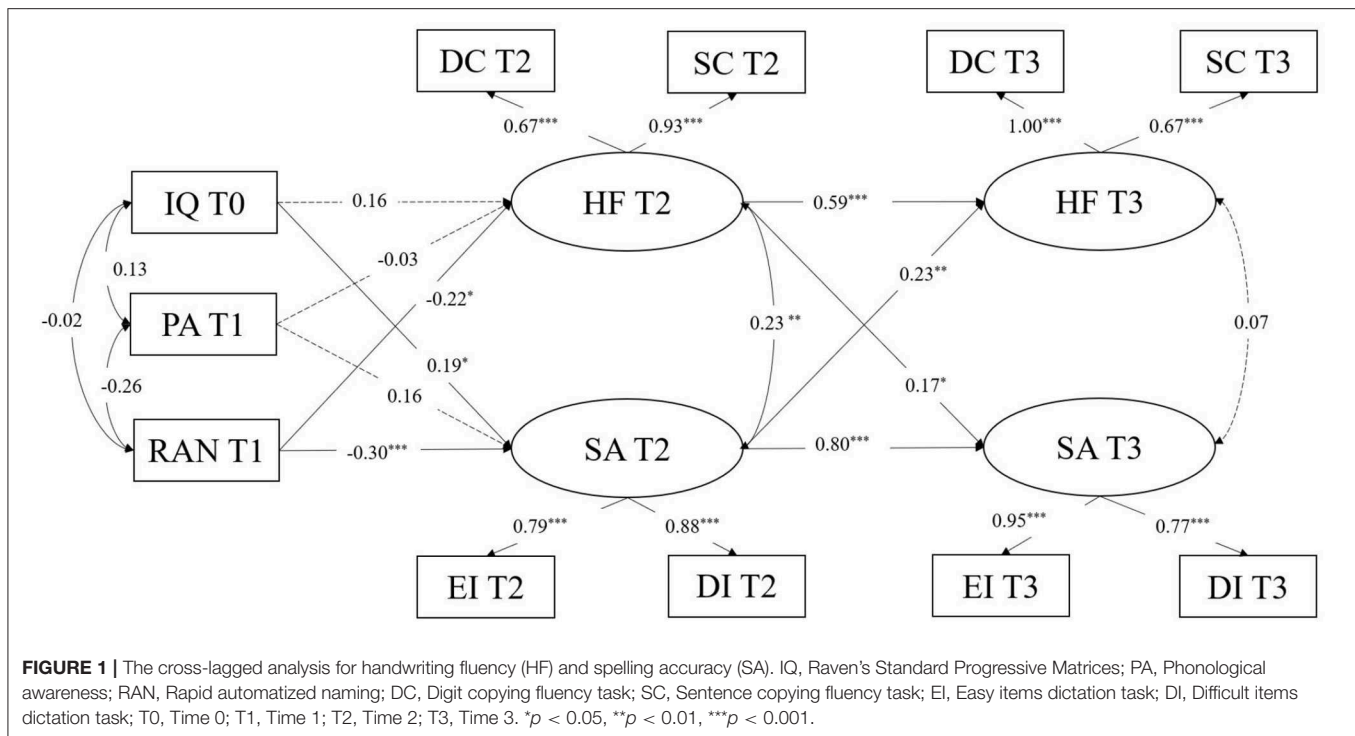 DC T2 SC T2 DC T3 SC T3
0.67*** 0.93*** 1.00*** 0.67***
IQ T0 0.16 HF T2 0.59*** HF T3
-0.03
0.13 0.23**
-0.02 PA T1 -0.22* 0.23** 0.07
0.19*
-0.26 0.16 0.17*
RAN T1 -0.30*** SA T2 0.80*** SA T3
0.79*** 0.88*** 0.95*** 0.77***
EI T2 DI T2 EI T3 DI T3
FIGURE 1 | The cross-lagged analysis for handwriting fluency (HF) and spelling accuracy (SA). IQ, Raven's Standard Progressive Matrices; PA, Phonological
awareness; RAN, Rapid automatized naming; DC, Digit copying fluency task; SC, Sentence copying fluency task; EI, Easy items dictation task; DI, Difficult items
dictation task; T0, Time 0; T1, Time 1; T2, Time 2; T3, Time 3. *p < 0.05, **p < 0.01, ***p < 0.001.